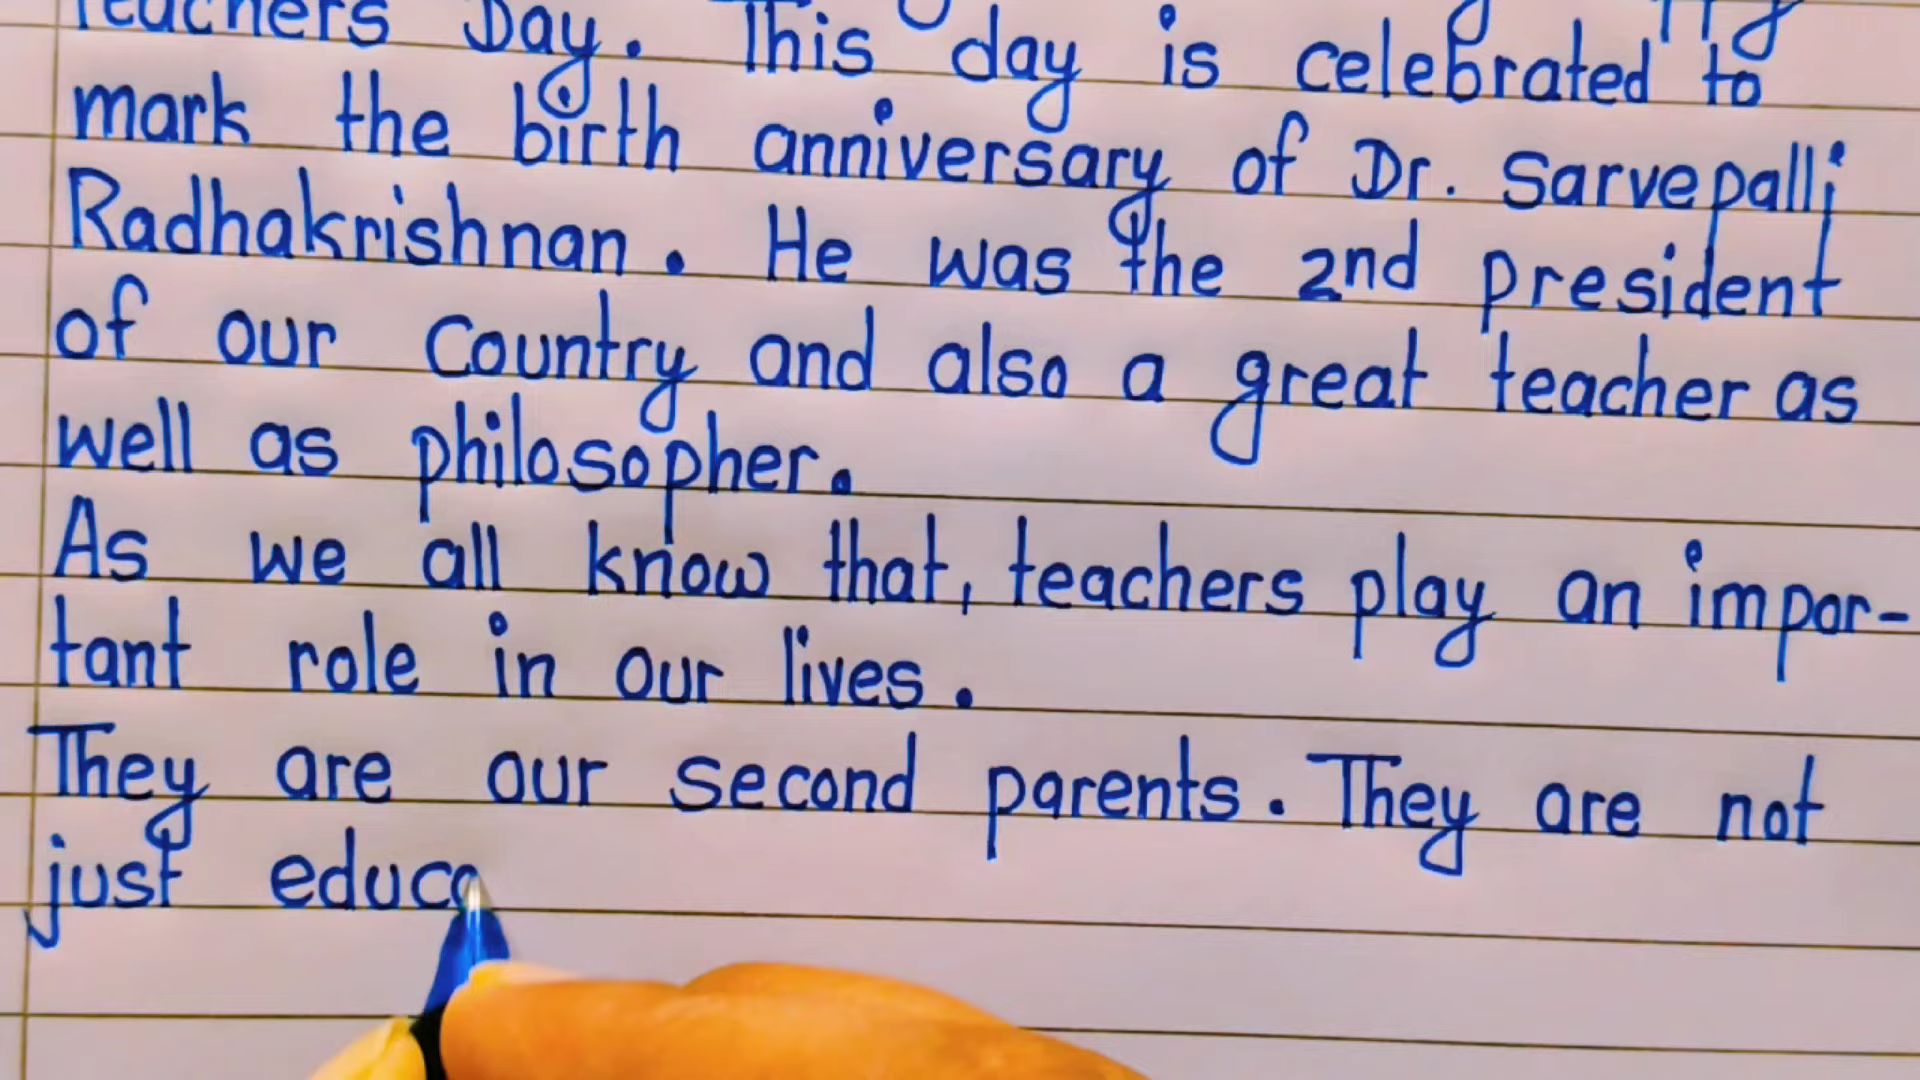 Teachers Day. This day is celebrated to
mark the birth anniversary of Dr. Sarvepalli
Radhakrishnan. He was the 2nd president
of our Country and also a great teacher as
well as philosopher.
As we all know that, teachers play an impor-
tant role in our lives.
They are our second parents. They are not
just educa